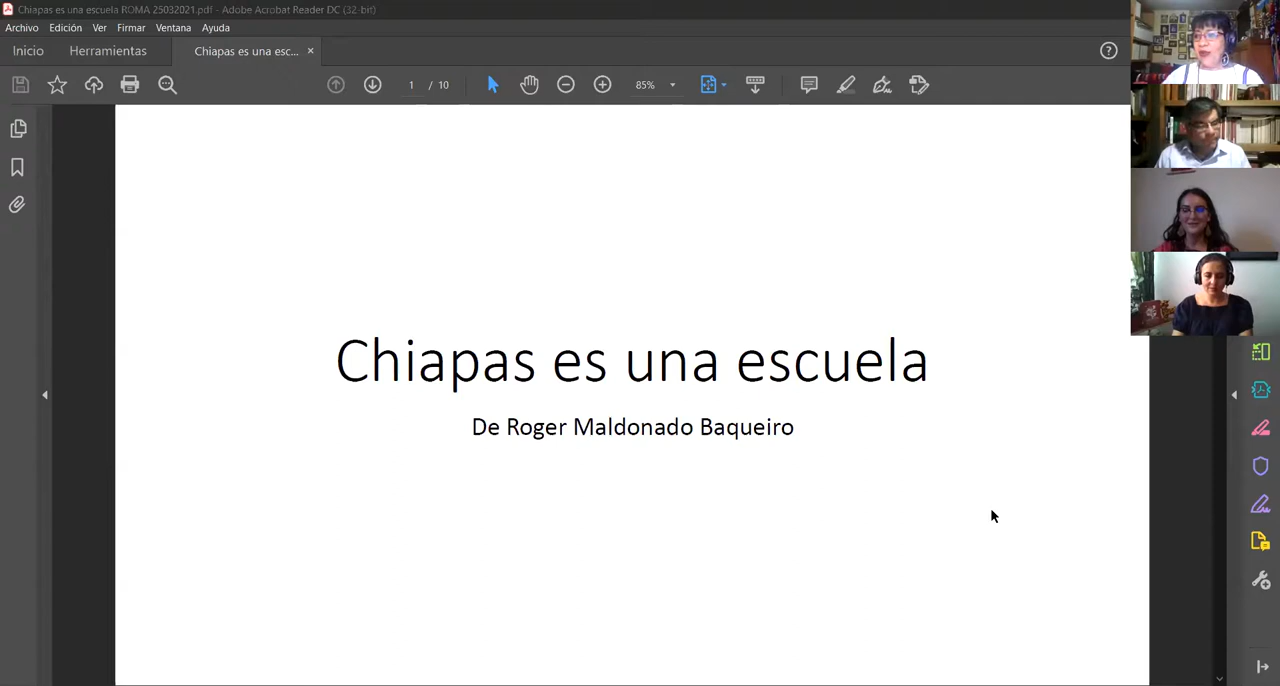 Chiapas es una escuela ROMA 25032021.pdf - Adobe Acrobat Reader DC (32-bit)
Archivo Edición Ver Firmar Ventana Ayuda
Inicio Herramientas Chiapas es una esc... ×
1 / 10 85%
Chiapas es una escuela
De Roger Maldonado Baqueiro